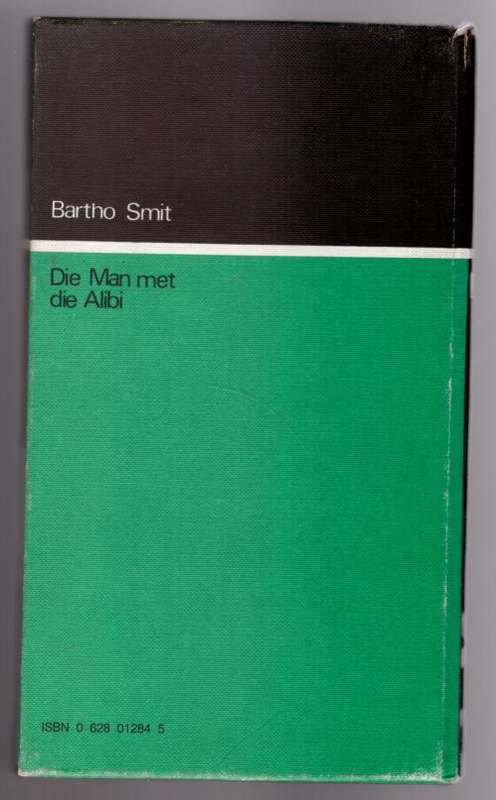 Bartho Smit
Die Man met
die Alibi
ISBN 0 628 01284 5